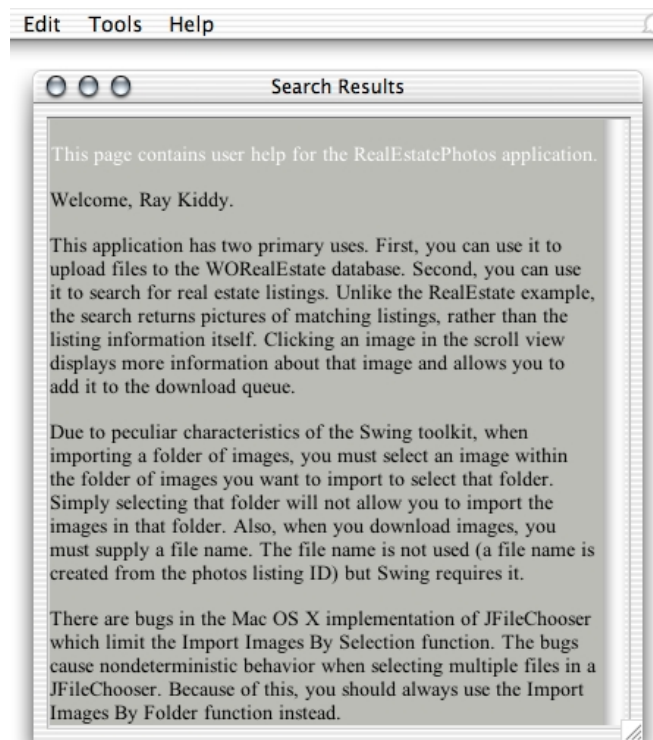 Edit Tools Help
Search Results
This page contains user help for the RealEstatePhotos application.
Welcome, Ray Kiddy.
This application has two primary uses. First, you can use it to
upload files to the WORealEstate database. Second, you can use
it to search for real estate listings. Unlike the RealEstate example,
the search returns pictures of matching listings, rather than the
listing information itself. Clicking an image in the scroll view
displays more information about that image and allows you to
add it to the download queue.
Due to peculiar characteristics of the Swing toolkit, when
importing a folder of images, you must select an image within
the folder of images you want to import to select that folder.
Simply selecting that folder will not allow you to import the
images in that folder. Also, when you download images, you
must supply a file name. The file name is not used (a file name is
created from the photos listing ID) but Swing requires it.
There are bugs in the Mac OS X implementation of JFileChooser
which limit the Import Images By Selection function. The bugs
cause nondeterministic behavior when selecting multiple files in a
JFileChooser. Because of this, you should always use the Import
Images By Folder function instead.